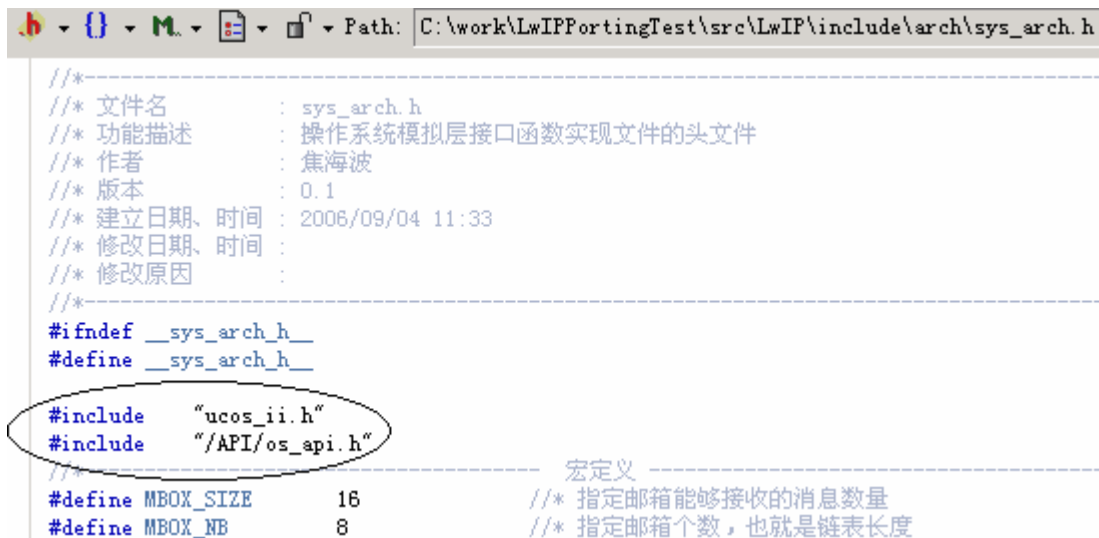 .h {} M.. Path: C:\work\LwIPPortingTest\src\LwIP\include\arch\sys_arch.h
//*------------------------------------------------------------------------------------
//* 文件名 : sys_arch.h
//* 功能描述 : 操作系统模拟层接口函数实现文件的头文件
//* 作者 : 焦海波
//* 版本 : 0.1
//* 建立日期、时间 : 2006/09/04 11:33
//* 修改日期、时间 :
//* 修改原因 :
//*------------------------------------------------------------------------------------
#ifndef __sys_arch_h__
#define __sys_arch_h__
#include "ucos_ii.h"
#include "/API/os_api.h"
//*------------------------------------ 宏定义 ------------------------------------
#define MBOX_SIZE 16 //* 指定邮箱能够接收的消息数量
#define MBOX_NB 8 //* 指定邮箱个数，也就是链表长度